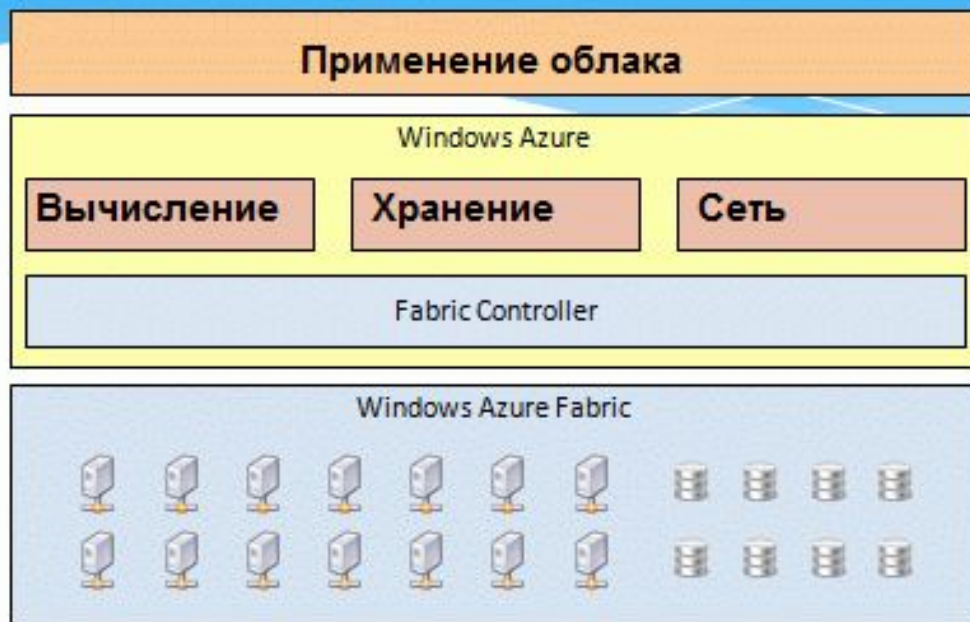 Применение облака
Windows Azure
Вычисление
Хранение
Сеть
Fabric Controller
Windows Azure Fabric